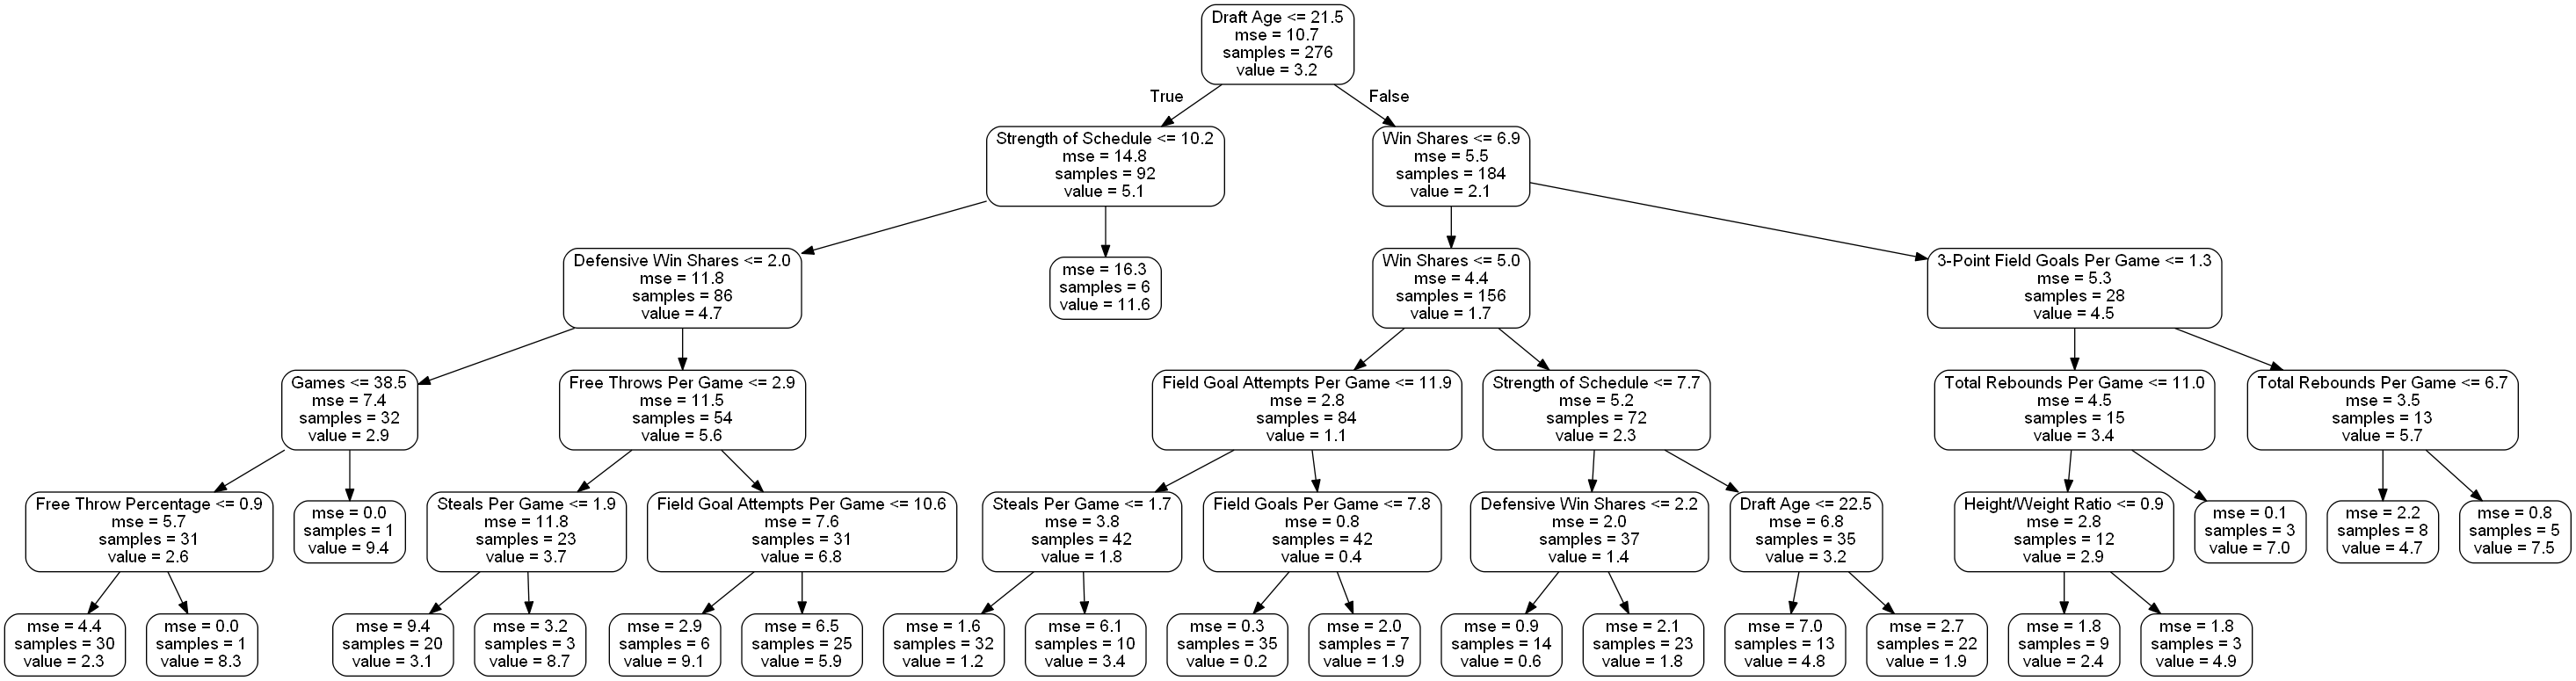 Draft Age <= 21.5
mse = 10.7
samples = 276
value = 3.2
True
False
Strength of Schedule <= 10.2
mse = 14.8
samples = 92
value = 5.1
Win Shares <= 6.9
mse = 5.5
samples = 184
value = 2.1
Defensive Win Shares <= 2.0
mse = 11.8
samples = 86
value = 4.7
mse = 16.3
samples = 6
value = 11.6
Win Shares <= 5.0
mse = 4.4
samples = 156
value = 1.7
3-Point Field Goals Per Game <= 1.3
mse = 5.3
samples = 28
value = 4.5
Games <= 38.5
mse = 7.4
samples = 32
value = 2.9
Free Throws Per Game <= 2.9
mse = 11.5
samples = 54
value = 5.6
Field Goal Attempts Per Game <= 11.9
mse = 2.8
samples = 84
value = 1.1
Strength of Schedule <= 7.7
mse = 5.2
samples = 72
value = 2.3
Total Rebounds Per Game <= 11.0
mse = 4.5
samples = 15
value = 3.4
Total Rebounds Per Game <= 6.7
mse = 3.5
samples = 13
value = 5.7
Free Throw Percentage <= 0.9
mse = 5.7
samples = 31
value = 2.6
mse = 0.0
samples = 1
value = 9.4
Steals Per Game <= 1.9
mse = 11.8
samples = 23
value = 3.7
Field Goal Attempts Per Game <= 10.6
mse = 7.6
samples = 31
value = 6.8
Steals Per Game <= 1.7
mse = 3.8
samples = 42
value = 1.8
Field Goals Per Game <= 7.8
mse = 0.8
samples = 42
value = 0.4
Defensive Win Shares <= 2.2
mse = 2.0
samples = 37
value = 1.4
Draft Age <= 22.5
mse = 6.8
samples = 35
value = 3.2
Height/Weight Ratio <= 0.9
mse = 2.8
samples = 12
value = 2.9
mse = 0.1
samples = 3
value = 7.0
mse = 2.2
samples = 8
value = 4.7
mse = 0.8
samples = 5
value = 7.5
mse = 4.4
samples = 30
value = 2.3
mse = 0.0
samples = 1
value = 8.3
mse = 9.4
samples = 20
value = 3.1
mse = 3.2
samples = 3
value = 8.7
mse = 2.9
samples = 6
value = 9.1
mse = 6.5
samples = 25
value = 5.9
mse = 1.6
samples = 32
value = 1.2
mse = 6.1
samples = 10
value = 3.4
mse = 0.3
samples = 35
value = 0.2
mse = 2.0
samples = 7
value = 1.9
mse = 0.9
samples = 14
value = 0.6
mse = 2.1
samples = 23
value = 1.8
mse = 7.0
samples = 13
value = 4.8
mse = 2.7
samples = 22
value = 1.9
mse = 1.8
samples = 9
value = 2.4
mse = 1.8
samples = 3
value = 4.9